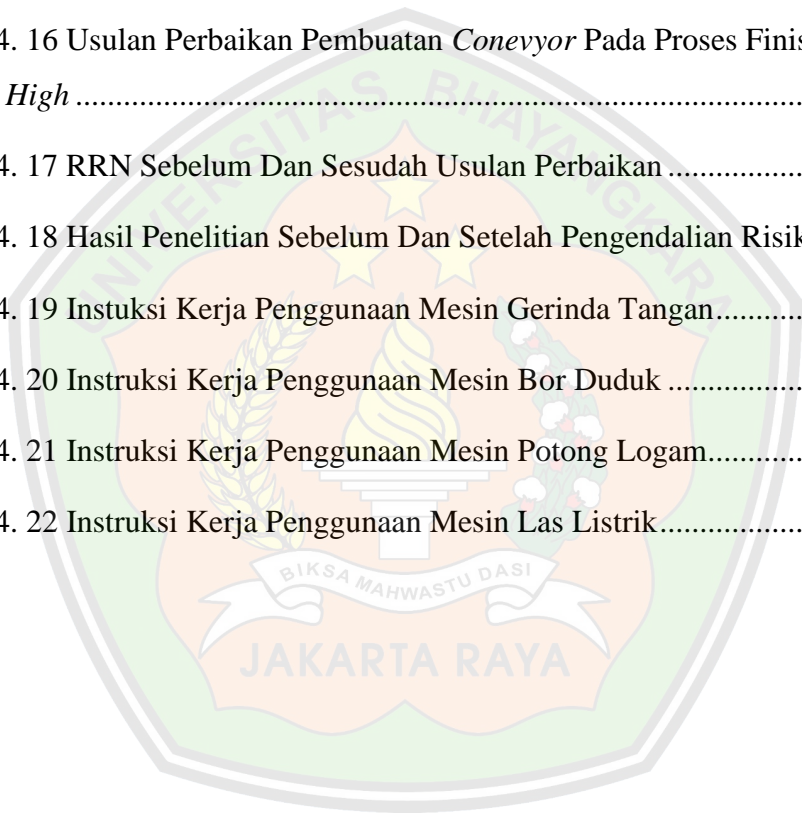 4. 16 Usulan Perbaikan Pembuatan Conevyor Pada Proses Finis
High ...........................................................................................
4. 17 RRN Sebelum Dan Sesudah Usulan Perbaikan .................
4. 18 Hasil Penelitian Sebelum Dan Setelah Pengendalian Risik
4. 19 Instuksi Kerja Penggunaan Mesin Gerinda Tangan...........
4. 20 Instruksi Kerja Penggunaan Mesin Bor Duduk .................
4. 21 Instruksi Kerja Penggunaan Mesin Potong Logam............
4. 22 Instruksi Kerja Penggunaan Mesin Las Listrik..................
UNIVERSITAS BHAYANGKARA
BIKSA MAHWASTU DASI
JAKARTA RAYA